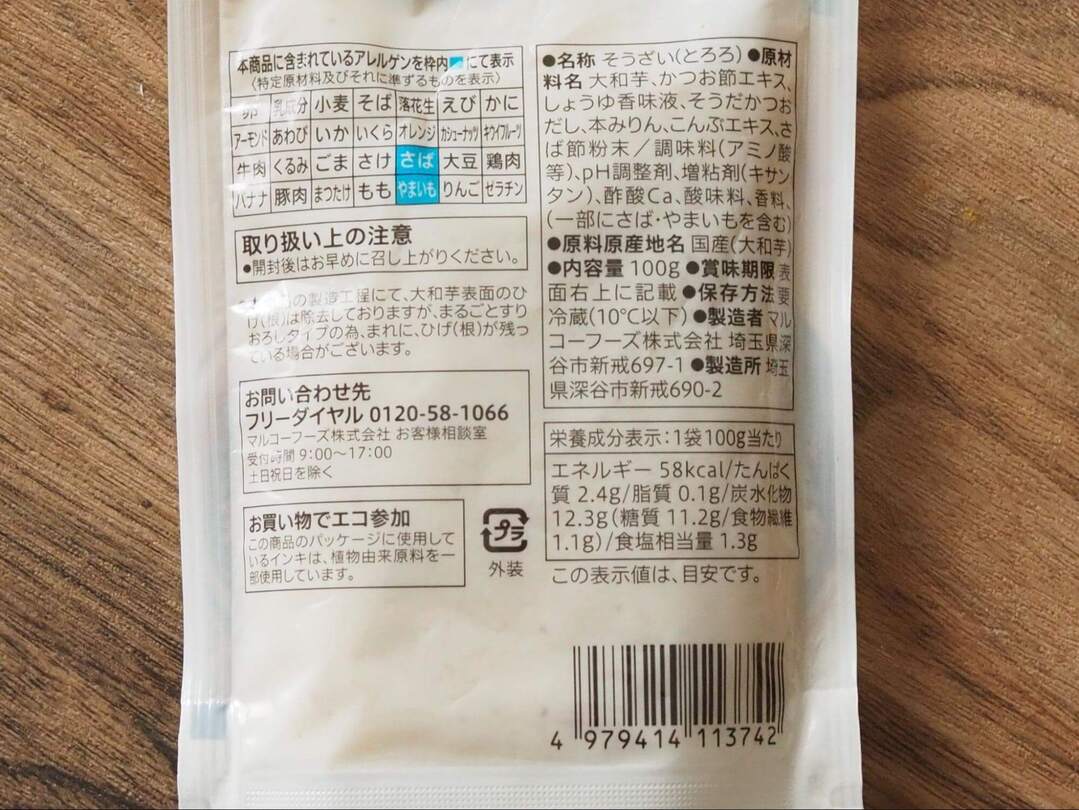 本商品に含まれているアレルゲンを枠内 にて表示
〈特定原材料及びそれに準ずるものを表示〉
卵 乳成分 小麦 そば 落花生 えび かに
アーモンド あわび いか いくら オレンジ カシューナッツ キウイフルーツ
牛肉 くるみ ごま さけ さば 大豆 鶏肉
バナナ 豚肉 まつたけ もも やまいも りんご ゼラチン
取り扱い上の注意
●開封後はお早めに召し上がりください。
の製造工程にて、大和芋表面のひ
げ(根)は除去しておりますが、まるごとすり
おろしタイプの為、まれに、ひげ(根)が残っ
ている場合がございます。
お問い合わせ先
フリーダイヤル 0120-58-1066
マルコーフーズ株式会社 お客様相談室
受付時間 9:00～17:00
土日祝日を除く
お買い物でエコ参加
この商品のパッケージに使用して
いるインキは、植物由来原料を一
部使用しています。
プラ
外装
●名称 そうざい(とろろ) ●原材
料名 大和芋、かつお節エキス、
しょうゆ香味液、そうだかつお
だし、本みりん、こんぶエキス、さ
ば節粉末／調味料(アミノ酸
等)、pH調整剤、増粘剤(キサン
タン)、酢酸Ca、酸味料、香料、
(一部にさば・やまいもを含む)
●原料原産地名 国産(大和芋)
●内容量 100g ●賞味期限 表
面右上に記載 ●保存方法 要
冷蔵(10℃以下) ●製造者 マル
コーフーズ株式会社 埼玉県深
谷市新戒697-1 ●製造所 埼玉
県深谷市新戒690-2
栄養成分表示:1袋100g当たり
エネルギー 58kcal/たんぱく
質 2.4g/脂質 0.1g/炭水化物
12.3g(糖質 11.2g/食物繊維
1.1g)/食塩相当量 1.3g
この表示値は、目安です。
4 979414 113742